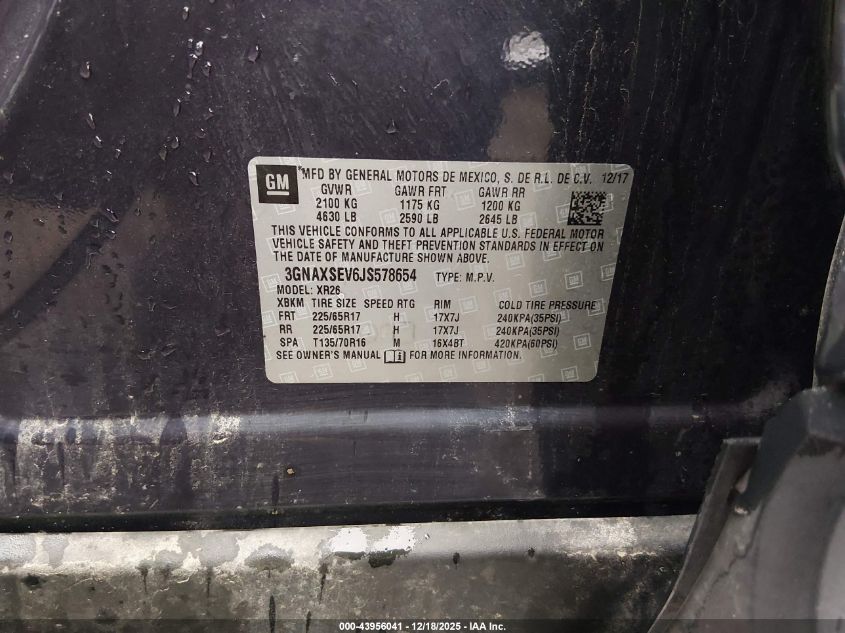 GM
*MFD BY GENERAL MOTORS DE MEXICO, S. DE R.L. DE C.V. 12/17
GVWR GAWR FRT GAWR RR
2100 KG 1175 KG 1200 KG
4630 LB 2590 LB 2645 LB
THIS VEHICLE CONFORMS TO ALL APPLICABLE U.S. FEDERAL MOTOR
VEHICLE SAFETY AND THEFT PREVENTION STANDARDS IN EFFECT ON
THE DATE OF MANUFACTURE SHOWN ABOVE.
3GNAXSEV6JS578654 TYPE: M.P.V.
MODEL: XR26
XBKM TIRE SIZE SPEED RTG RIM COLD TIRE PRESSURE
FRT 225/65R17 H 17X7J 240KPA(35PSI)
RR 225/65R17 H 17X7J 240KPA(35PSI)
SPA T135/70R16 M 16X4BT 420KPA(60PSI)
SEE OWNER'S MANUAL FOR MORE INFORMATION.
000-43956041 - 12/18/2025 - IAA Inc.